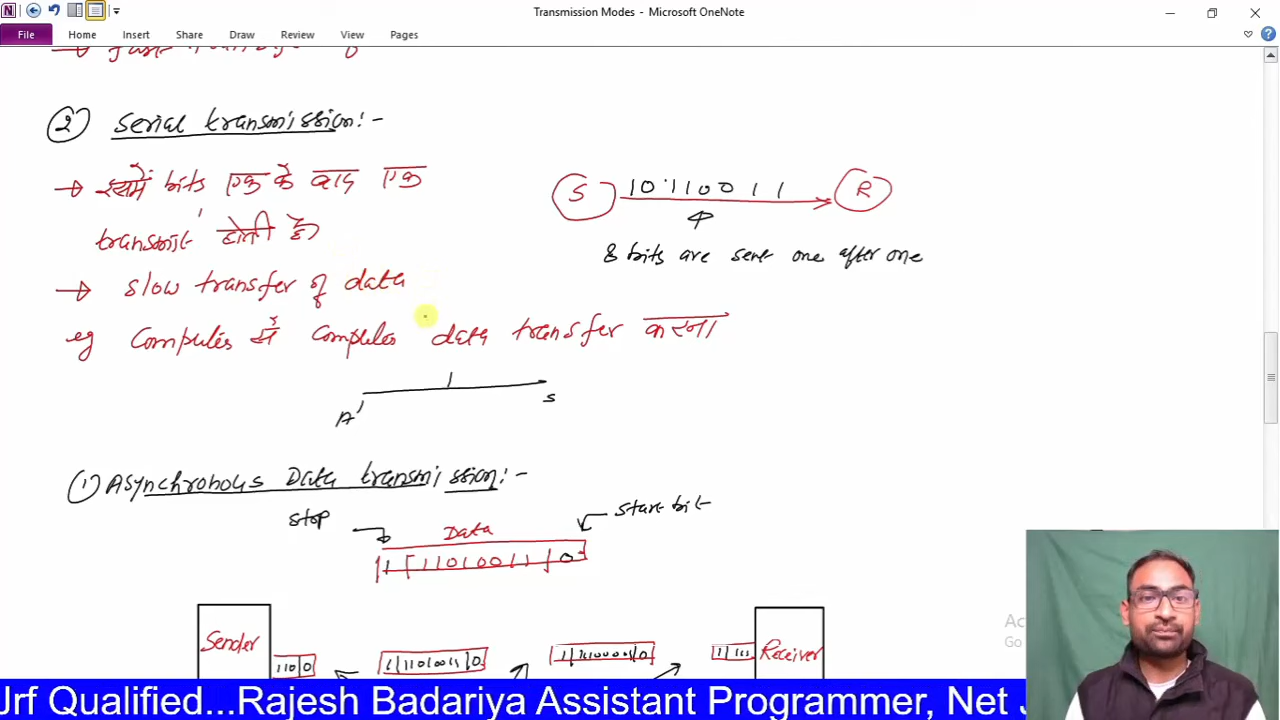 Transmission Modes - Microsoft OneNote
File Home Insert Share Draw Review Pages
② Serial transmission:-
→ इसमें bits एक के बाद एक
transmit होती है।
→ slow transfer of data
eg Computer से Computer data transfer करना
S 10110011 R
8 bits are sent one after one
A S
(1) Asynchronous Data transmission:-
stop Data start bit
1 11010011 0
Sender
Receiver
Jrf Qualified...Rajesh Badariya Assistant Programmer, Net J